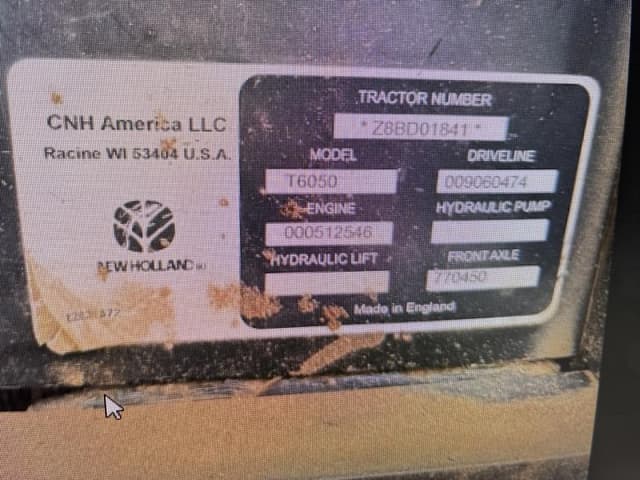 CNH America LLC
Racine WI 53404 U.S.A.
NEW HOLLAND
TRACTOR NUMBER
* Z8BD01841 *
MODEL
DRIVELINE
T6050
009060474
ENGINE
HYDRAULIC PUMP
000512546
HYDRAULIC LIFT
FRONT AXLE
770450
Made in England